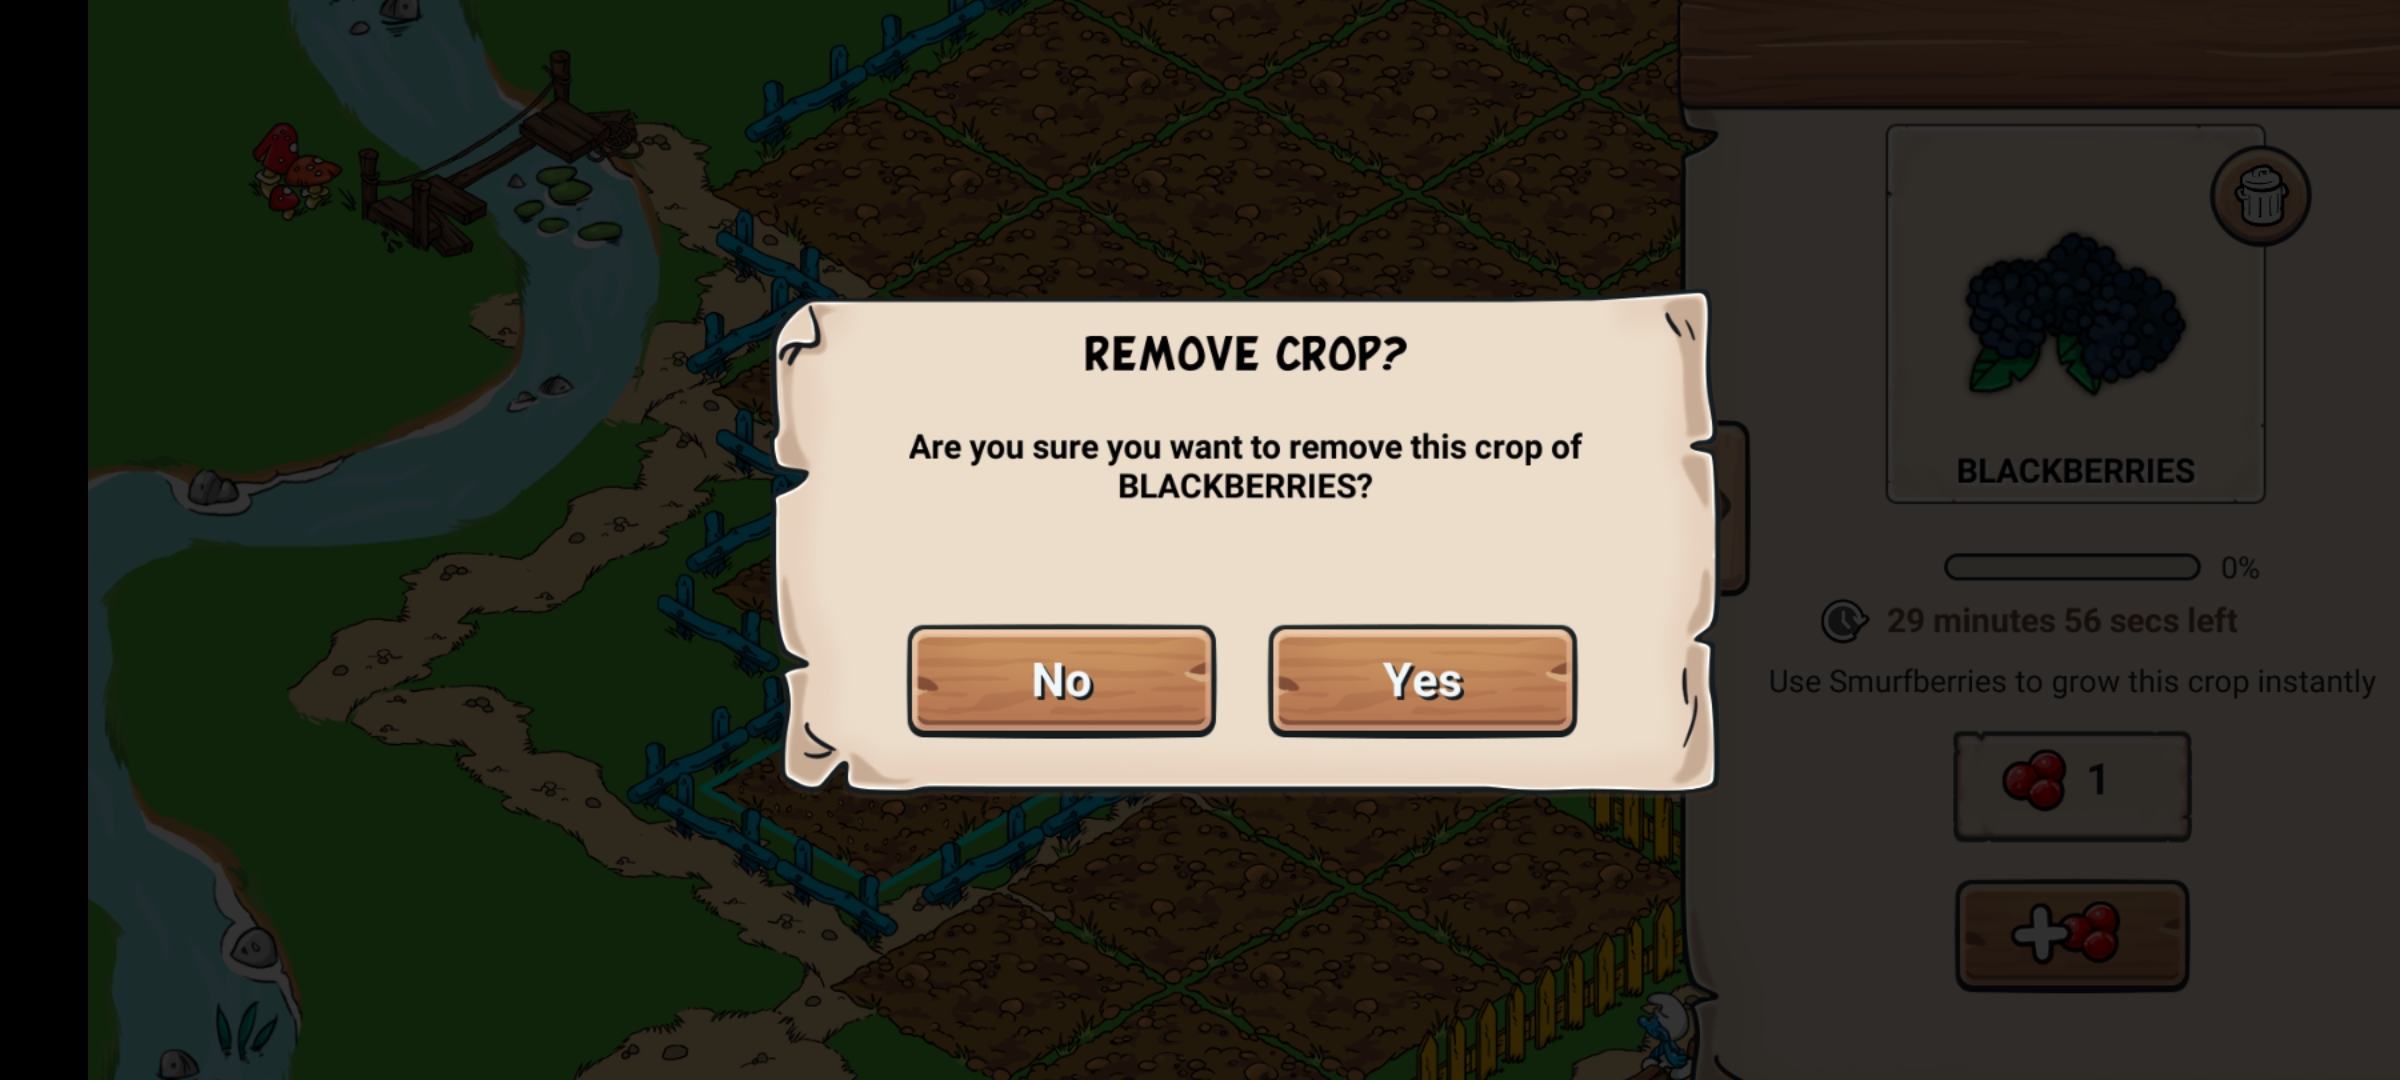 REMOVE CROP?
Are you sure you want to remove this crop of
BLACKBERRIES?
No
Yes
BLACKBERRIES
0%
29 minutes 56 secs left
Use Smurfberries to grow this crop instantly
1